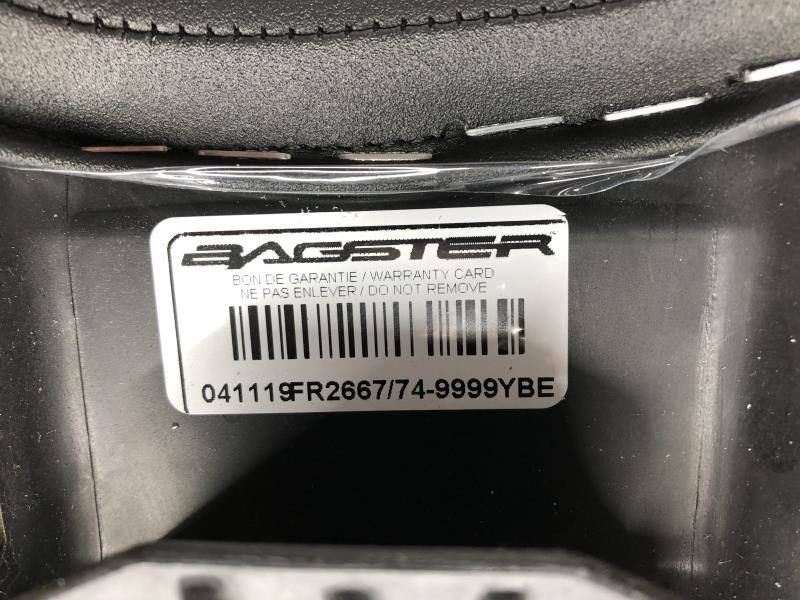 BAGSTER
BON DE GARANTIE / WARRANTY CARD
NE PAS ENLEVER / DO NOT REMOVE
041119FR2667/74-9999YBE